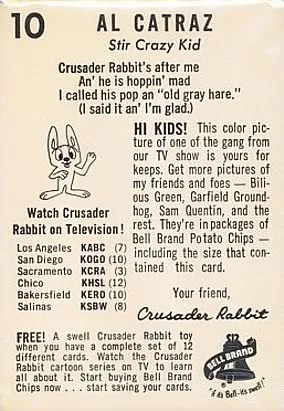 10
AL CATRAZ
Stir Crazy Kid
Crusader Rabbit's after me
An' he is hoppin' mad
I called his pop an "old gray hare."
(I said it an' I'm glad.)
HI KIDS! This color pic-
ture of one of the gang from
our TV show is yours for
keeps. Get more pictures of
my friends and foes — Bili-
ous Green, Garfield Ground-
hog, Sam Quentin, and the
rest. They're in packages of
Bell Brand Potato Chips —
including the size that con-
tained this card.
Your friend,
Crusader Rabbit
Watch Crusader
Rabbit on Television!
Los Angeles KABC (7)
San Diego KOGO (10)
Sacramento KCRA (3)
Chico KHSL (12)
Bakersfield KERO (10)
Salinas KSBW (8)
FREE! A swell Crusader Rabbit toy
when you have a complete set of 12
different cards. Watch the Crusader
Rabbit cartoon series on TV to learn
all about it. Start buying Bell Brand
Chips now . . . start saving your cards.
BELL BRAND
"if it's Bell-it's swell!"